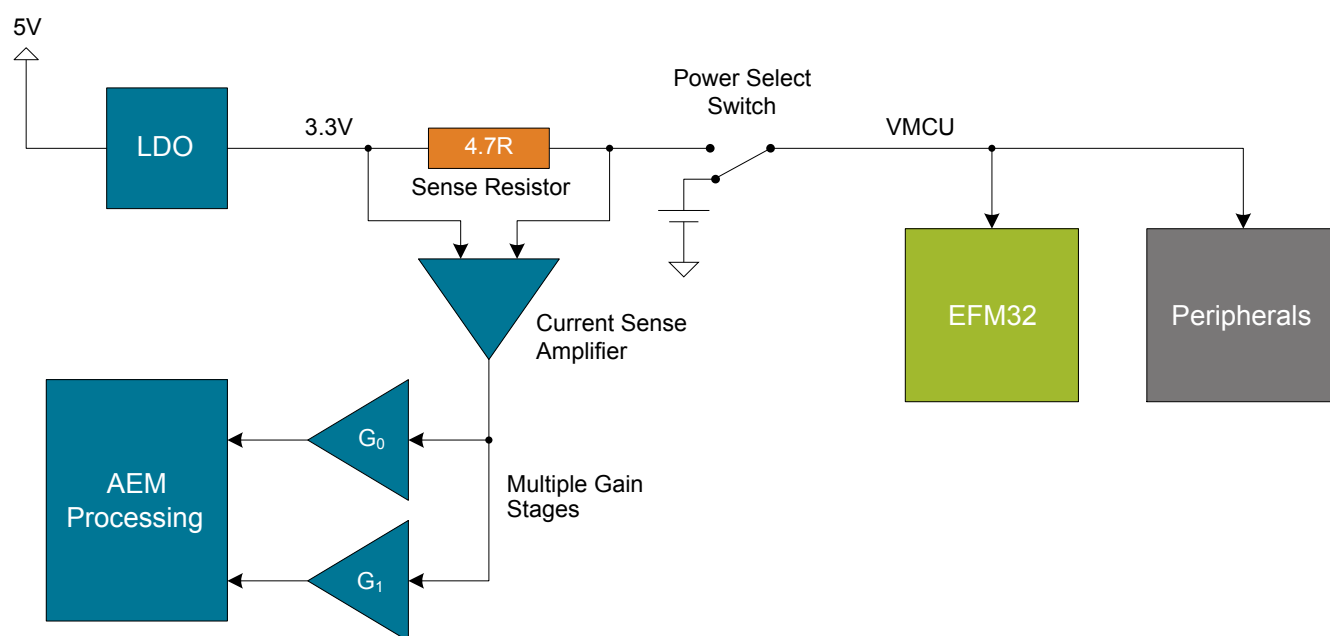 5V
LDO
3.3V
4.7R
Sense Resistor
Power Select
Switch
VMCU
EFM32
Peripherals
Current Sense
Amplifier
AEM
Processing
G₀
G₁
Multiple Gain
Stages